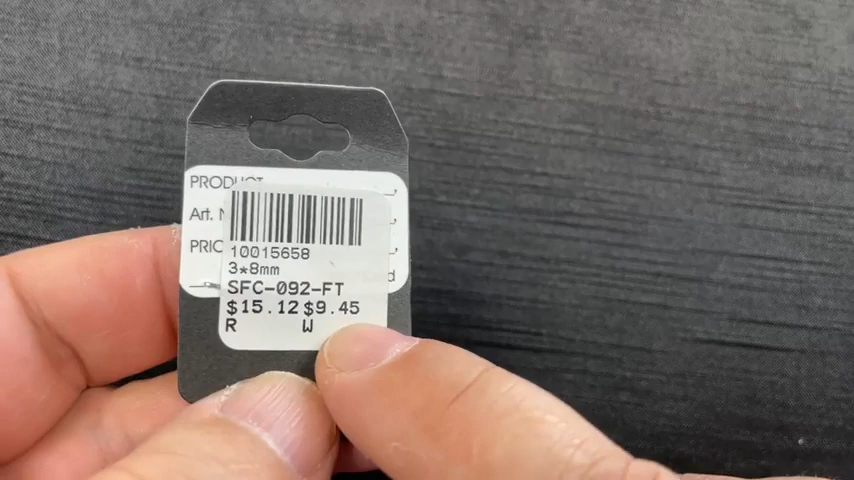 PRODUCT
Art. N
PRIC
10015658
3*8mm
SFC-092-FT
$15.12 $9.45
R W